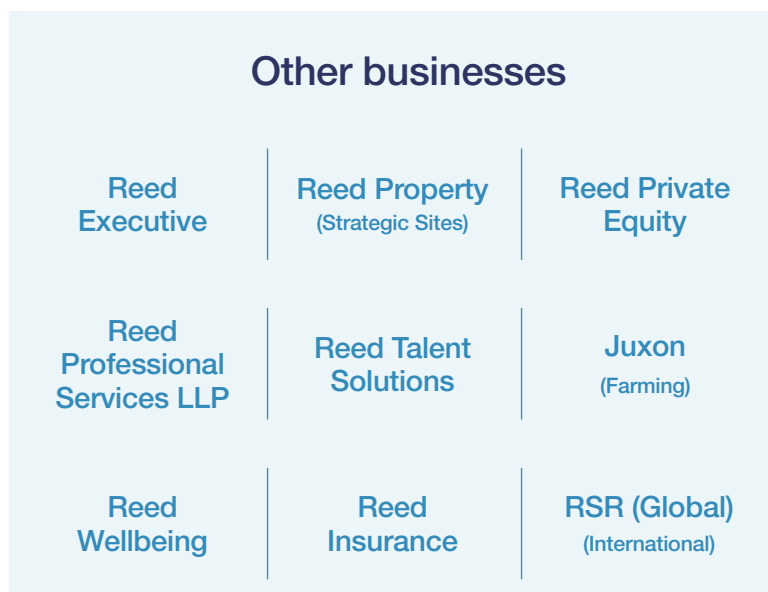 Other businesses
Reed
Executive
Reed Property
(Strategic Sites)
Reed Private
Equity
Reed
Professional
Services LLP
Reed Talent
Solutions
Juxon
(Farming)
Reed
Wellbeing
Reed
Insurance
RSR (Global)
(International)